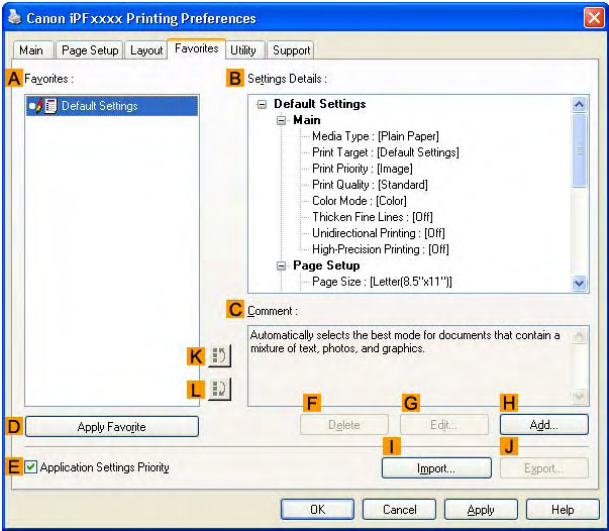 Canon iPFxxxx Printing Preferences
Main Page Setup Layout Favorites Utility Support
A Favorites :
Default Settings
B Settings Details :
Default Settings
Main
Media Type : [Plain Paper]
Print Target : [Default Settings]
Print Priority : [Image]
Print Quality : [Standard]
Color Mode : [Color]
Thicken Fine Lines : [Off]
Unidirectional Printing : [Off]
High-Precision Printing : [Off]
Page Setup
Page Size : [Letter(8.5"x11")]
C Comment :
Automatically selects the best mode for documents that contain a
mixture of text, photos, and graphics.
K
L
F G H
D Apply Favorite Delete Edit... Add...
I J
E Application Settings Priority Import... Export...
OK Cancel Apply Help